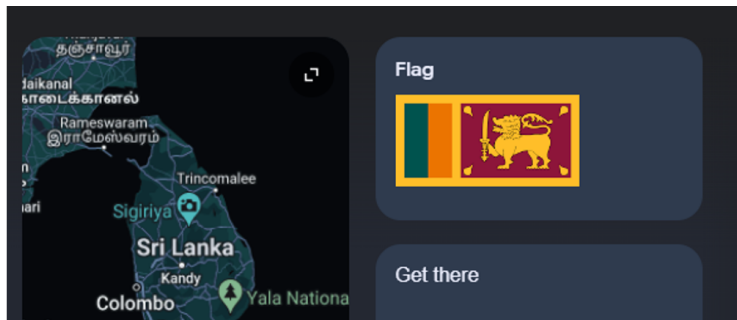 தஞ்சாவூர்
daikanal
காடைக்கானல்
Rameswaram
இராமேஸ்வரம்
Trincomalee
Sigiriya
Sri Lanka
Kandy
Colombo
Yala Nationa
Flag
Get there